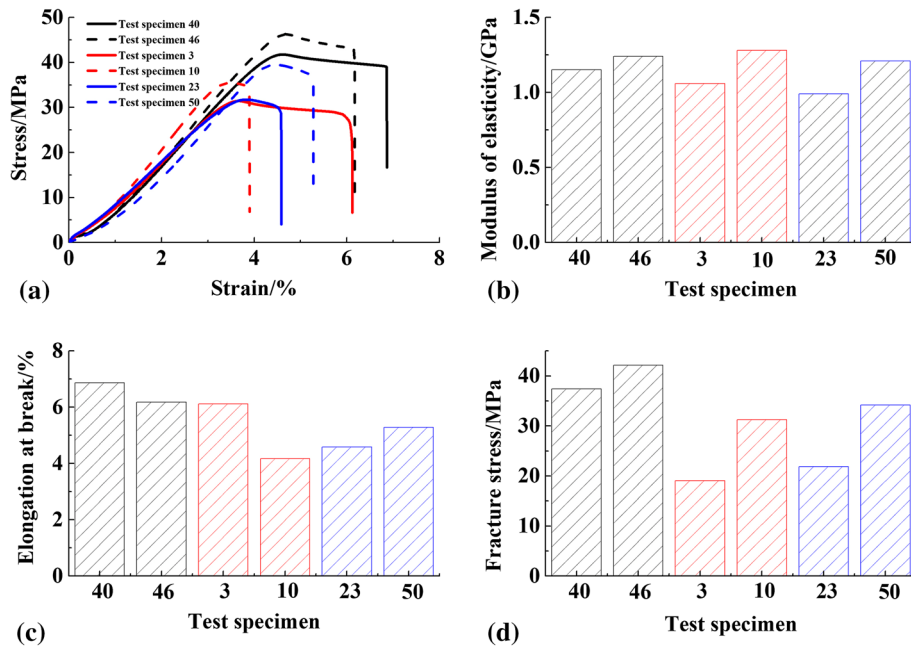 50
40
30
20
10
0
Stress/MPa
Test specimen 40
Test specimen 46
Test specimen 3
Test specimen 10
Test specimen 23
Test specimen 50
0 2 4 6 8
Strain/%
(a)
1.5
1.0
0.5
0.0
Modulus of elasticity/GPa
40 46 3 10 23 50
Test specimen
(b)
8
6
4
2
0
Elongation at break/%
40 46 3 10 23 50
Test specimen
(c)
40
30
20
10
0
Fracture stress/MPa
40 46 3 10 23 50
Test specimen
(d)